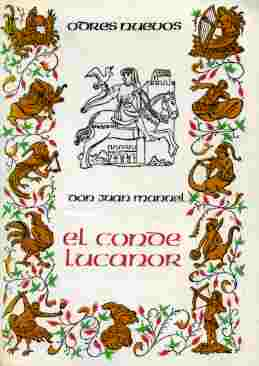 odres nuevos
don juan manuel
el conde
lucanor